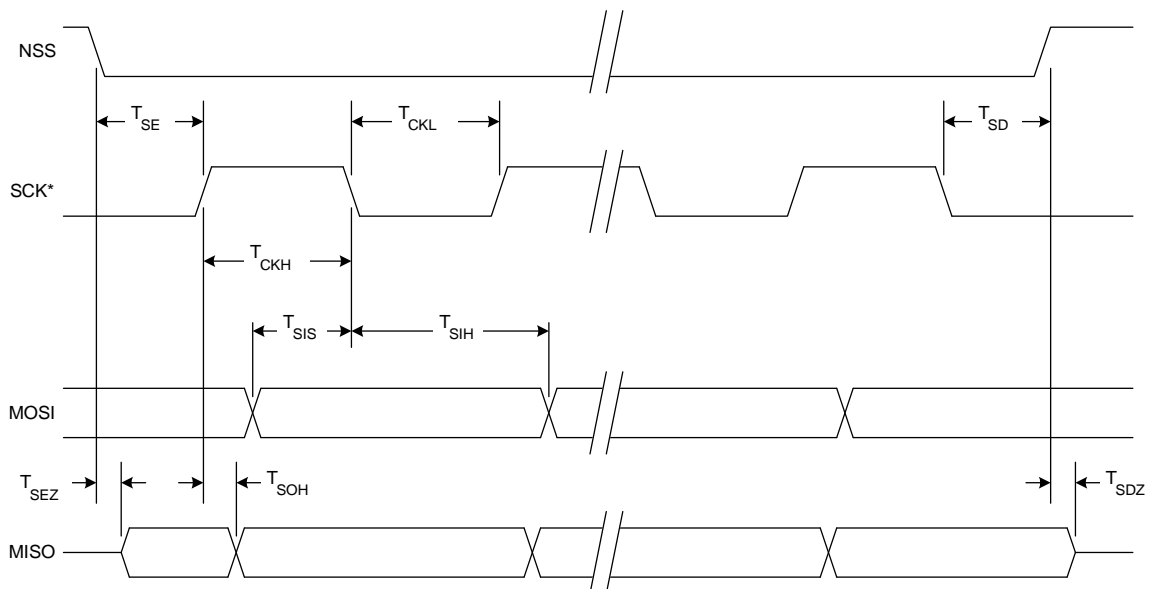 NSS
T_SE
T_CKL
T_SD
SCK*
T_CKH
T_SIS
T_SIH
MOSI
T_SEZ
T_SOH
T_SDZ
MISO